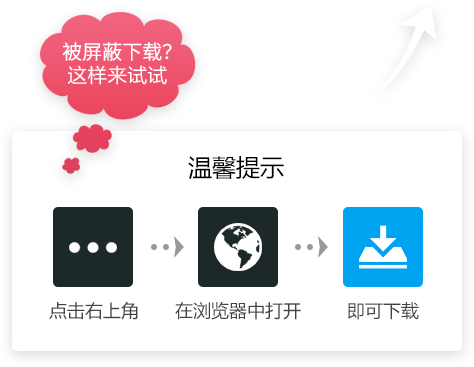 被屏蔽下载?
这样来试试
温馨提示
点击右上角
在浏览器中打开
即可下载